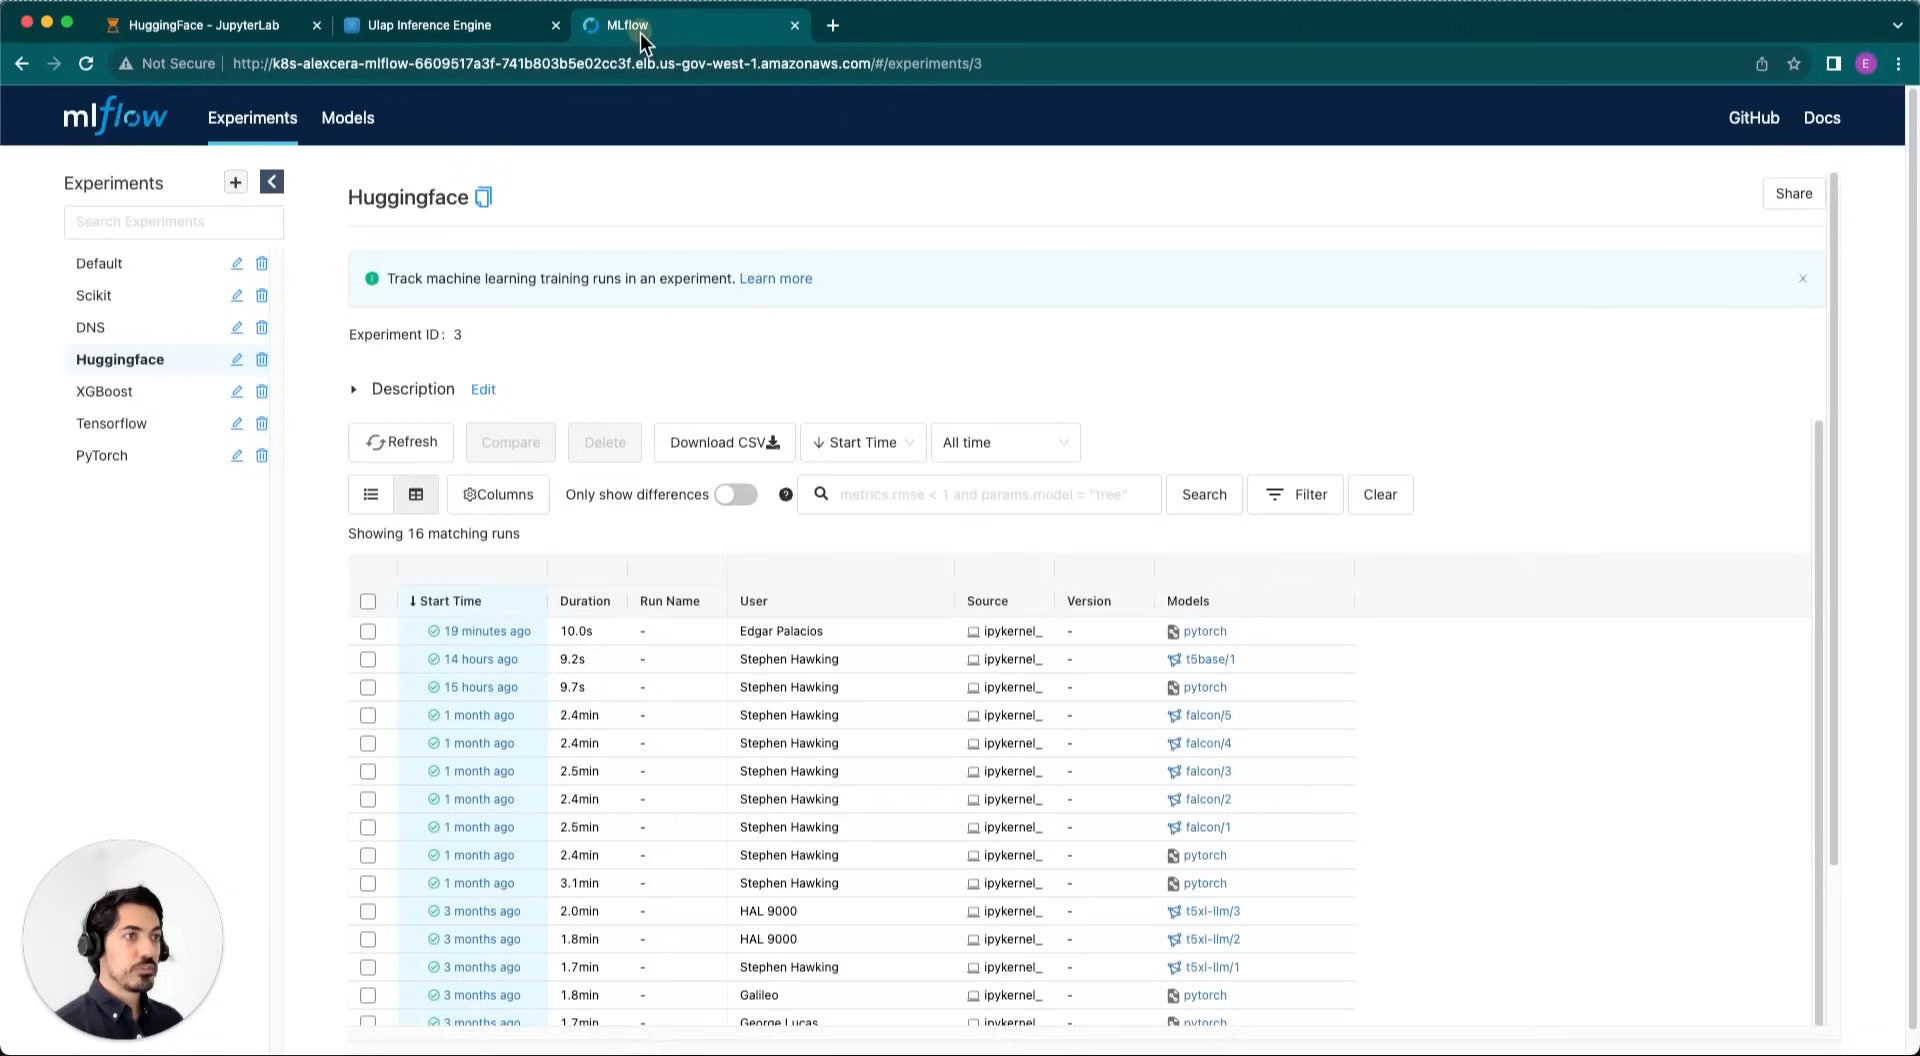 HuggingFace - JupyterLab
Ulap Inference Engine
MLflow
Not Secure
http://k8s-alexcera-mlflow-6609517a3f-741b803b5e02cc3f.elb.us-gov-west-1.amazonaws.com/#/experiments/3
E
mlflow
Experiments
Models
GitHub
Docs
Experiments
Search Experiments
Default
Scikit
DNS
Huggingface
XGBoost
Tensorflow
PyTorch
Huggingface
Share
Track machine learning training runs in an experiment. Learn more
Experiment ID: 3
Description Edit
Refresh Compare Delete Download CSV Start Time All time
Columns Only show differences metrics.rmse < 1 and params.model = "tree" Search Filter Clear
Showing 16 matching runs
Start Time Duration Run Name User Source Version Models
19 minutes ago 10.0s - Edgar Palacios ipykernel_ - pytorch
14 hours ago 9.2s - Stephen Hawking ipykernel_ - t5base/1
15 hours ago 9.7s - Stephen Hawking ipykernel_ - pytorch
1 month ago 2.4min - Stephen Hawking ipykernel_ - falcon/5
1 month ago 2.4min - Stephen Hawking ipykernel_ - falcon/4
1 month ago 2.5min - Stephen Hawking ipykernel_ - falcon/3
1 month ago 2.4min - Stephen Hawking ipykernel_ - falcon/2
1 month ago 2.5min - Stephen Hawking ipykernel_ - falcon/1
1 month ago 2.4min - Stephen Hawking ipykernel_ - pytorch
1 month ago 3.1min - Stephen Hawking ipykernel_ - pytorch
3 months ago 2.0min - HAL 9000 ipykernel_ - t5xl-llm/3
3 months ago 1.8min - HAL 9000 ipykernel_ - t5xl-llm/2
3 months ago 1.7min - Stephen Hawking ipykernel_ - t5xl-llm/1
3 months ago 1.8min - Galileo ipykernel_ - pytorch
3 months ago 1.7min - George Lucas ipykernel - pytorch